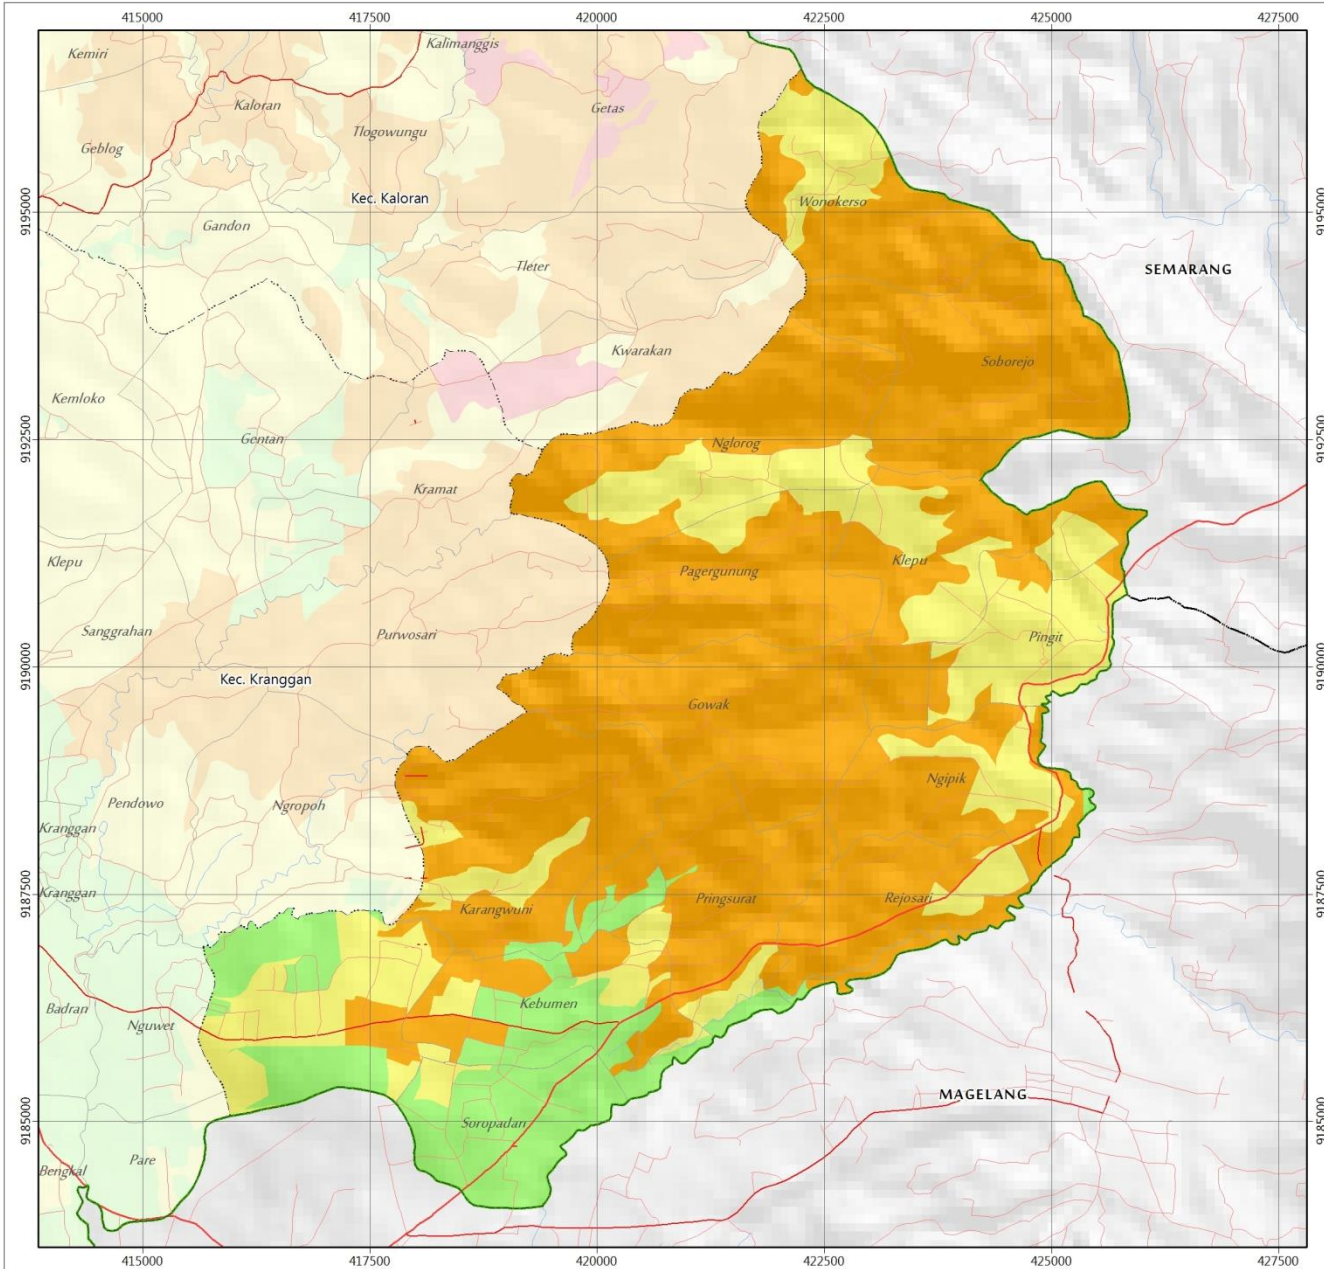 415000 417500 420000 422500 425000 427500
Kemiri
Kalimanggis
Kaloran
Getas
Tlogowungu
Geblog
Kec. Kaloran
Wonokerso
9195000
9195000
Gandon
Tleter
SEMARANG
Kwarakan
Soborejo
Kemloko
Gentan
Nglorog
9192500
9192500
Kramat
Klepu
Klepu
Pagergunung
Sanggrahan
Purwosari
Pingit
9190000
9190000
Kec. Kranggan
Gowak
Ngipik
Pendowo
Ngropoh
Kranggan
Kranggan
9187500
9187500
Karangwuni
Pringsurat
Rejosari
Badran
Nguwet
Kebumen
MAGELANG
9185000
9185000
Soropadan
Pare
Bengkal
415000 417500 420000 422500 425000 427500